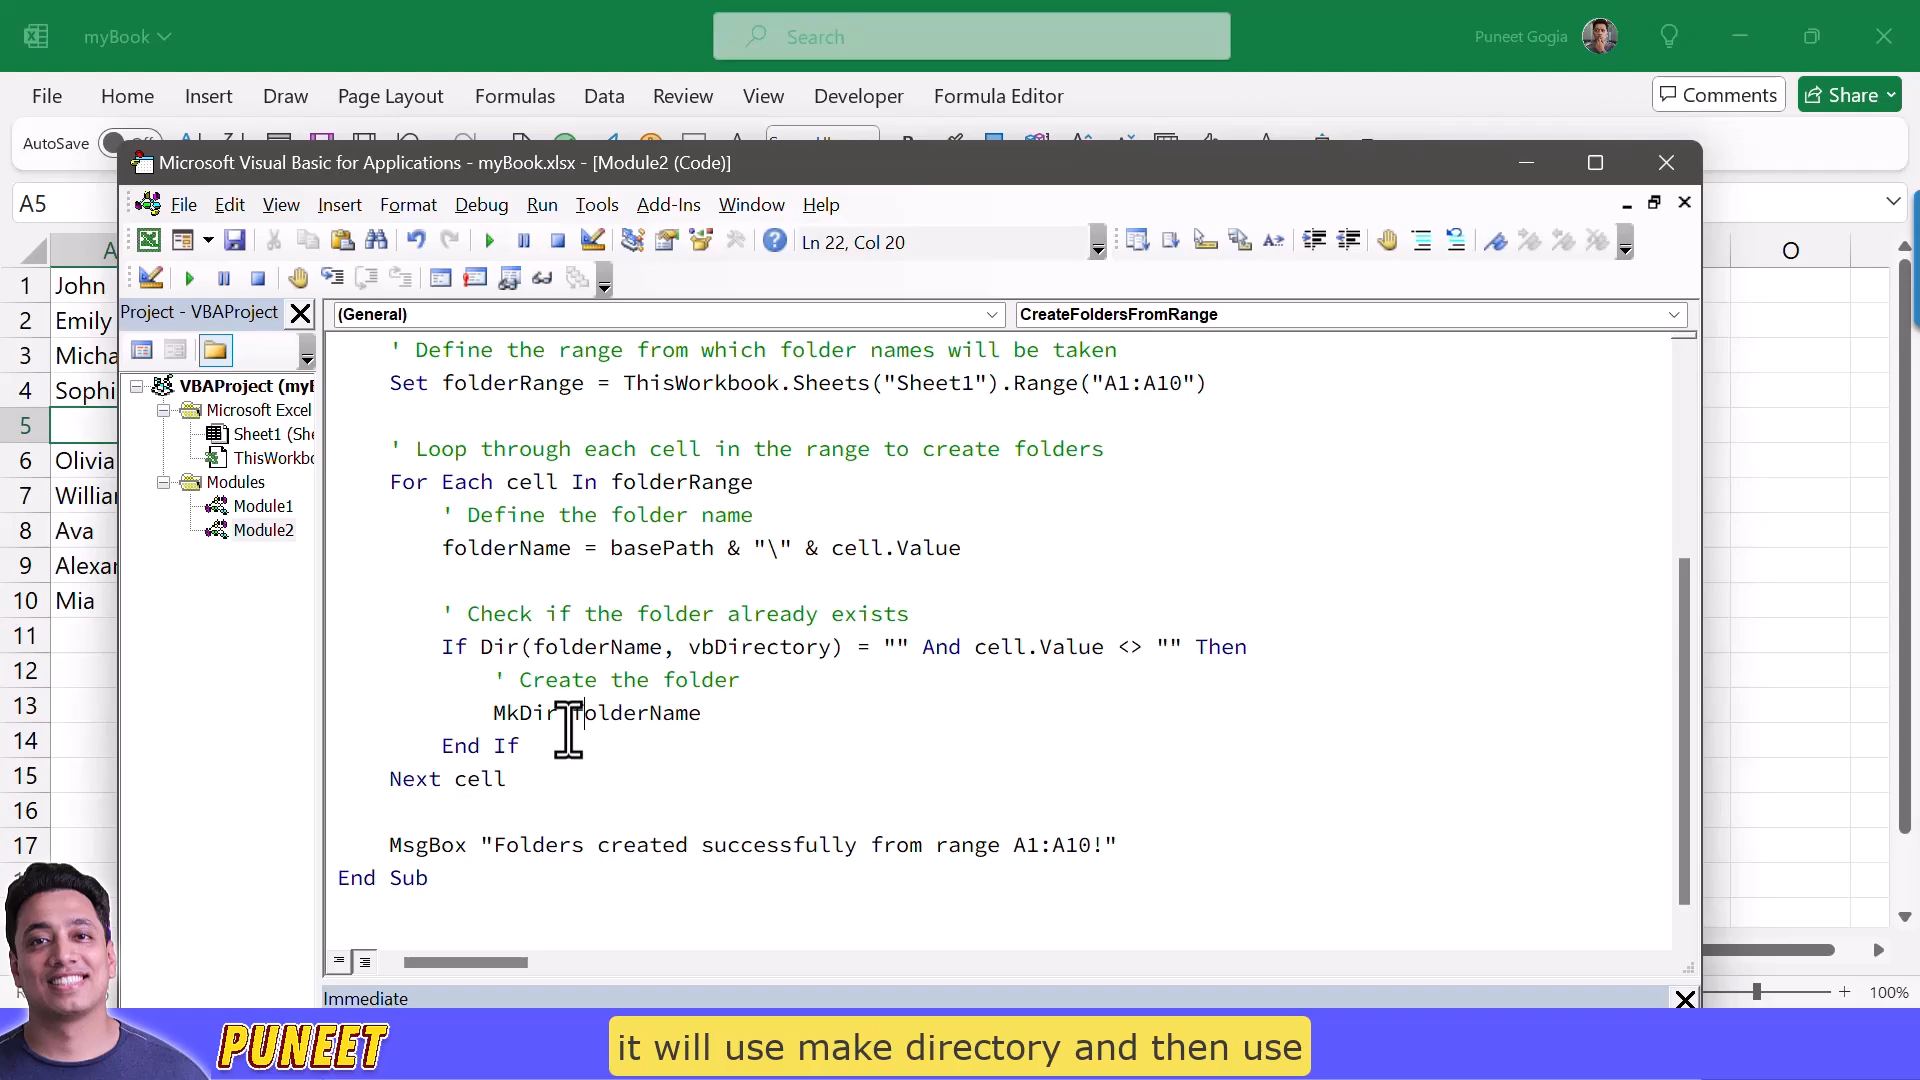 myBook
Search
Puneet Gogia
File Home Insert Draw Page Layout Formulas Data Review View Developer Formula Editor
Comments
Share
AutoSave
Microsoft Visual Basic for Applications - myBook.xlsx - [Module2 (Code)]
A5
File Edit View Insert Format Debug Run Tools Add-Ins Window Help
Ln 22, Col 20
A
O
1 John
2 Emily
3 Micha
4 Sophi
5
6 Olivia
7 Willia
8 Ava
9 Alexa
10 Mia
11
12
13
14
15
16
17
Project - VBAProject
VBAProject (myE
Microsoft Excel
Sheet1 (She
ThisWorkbo
Modules
Module1
Module2
(General)
CreateFoldersFromRange
' Define the range from which folder names will be taken
Set folderRange = ThisWorkbook.Sheets("Sheet1").Range("A1:A10")
' Loop through each cell in the range to create folders
For Each cell In folderRange
' Define the folder name
folderName = basePath & "\" & cell.Value
' Check if the folder already exists
If Dir(folderName, vbDirectory) = "" And cell.Value <> "" Then
' Create the folder
MkDir folderName
End If
Next cell
MsgBox "Folders created successfully from range A1:A10!"
End Sub
Immediate
100%
PUNEET
it will use make directory and then use